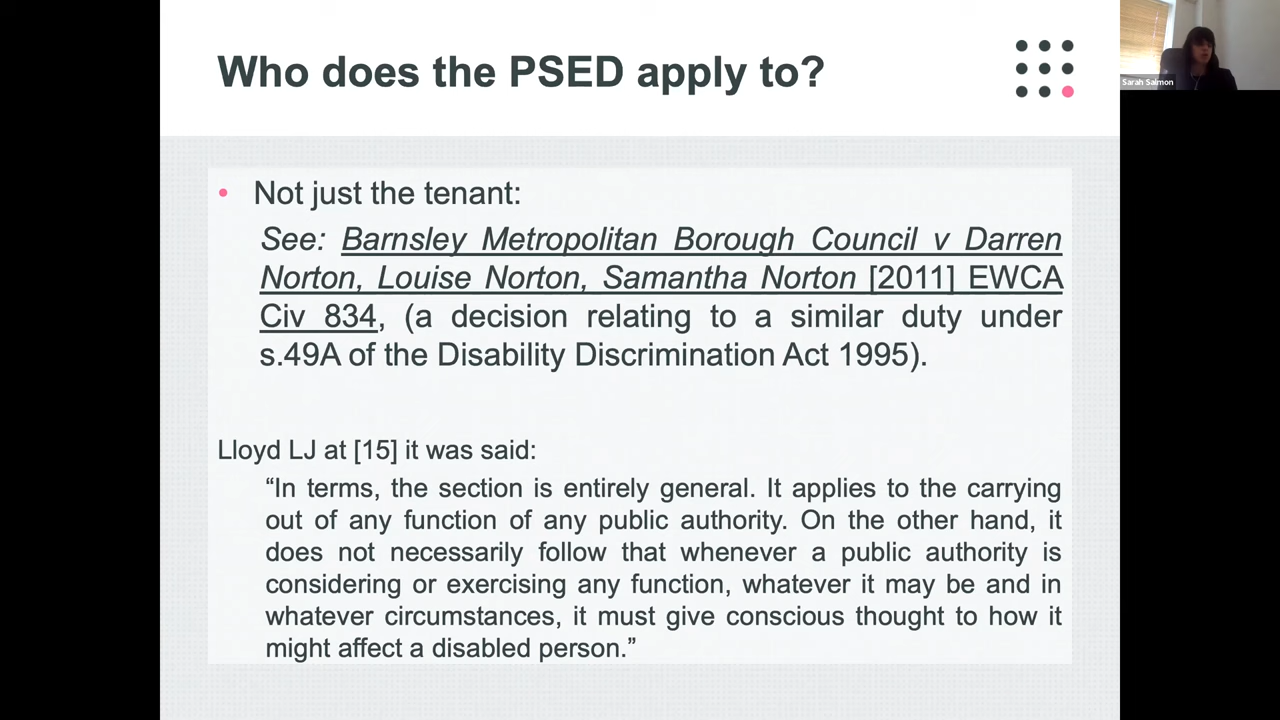 Who does the PSED apply to?
Sarah Salmon
• Not just the tenant:
See: Barnsley Metropolitan Borough Council v Darren
Norton, Louise Norton, Samantha Norton [2011] EWCA
Civ 834, (a decision relating to a similar duty under
s.49A of the Disability Discrimination Act 1995).
Lloyd LJ at [15] it was said:
“In terms, the section is entirely general. It applies to the carrying
out of any function of any public authority. On the other hand, it
does not necessarily follow that whenever a public authority is
considering or exercising any function, whatever it may be and in
whatever circumstances, it must give conscious thought to how it
might affect a disabled person.”